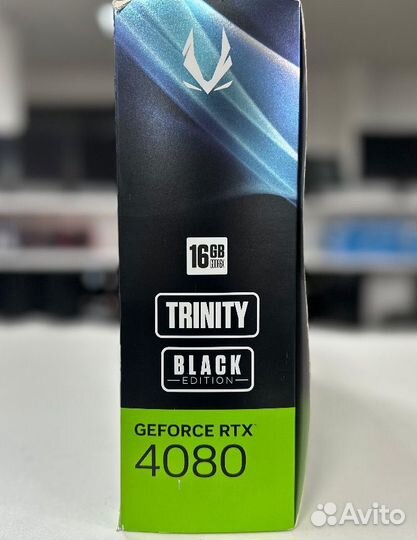 16GB
TRINITY
BLACK
EDITION
GEFORCE RTX
4080
Avito